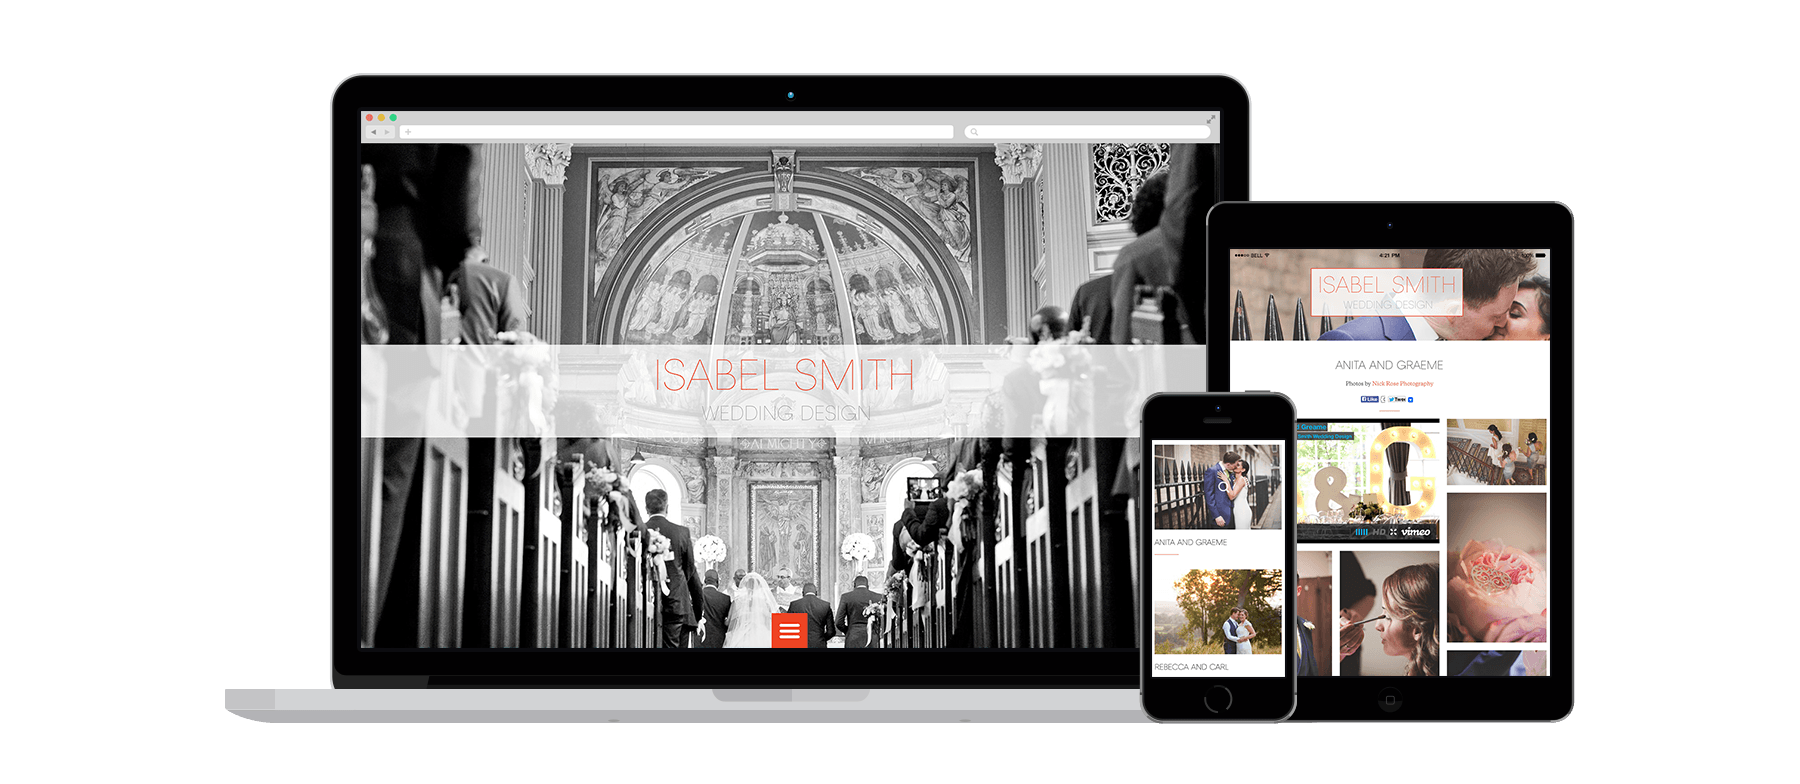 ISABEL SMITH
WEDDING DESIGN
ALMIGHTY
BELL
4:21 PM
100%
ISABEL SMITH
WEDDING DESIGN
ANITA AND GRAEME
Photos by Nick Rose Photography
Like
Tweet
d Graeme
Smith Wedding Design
&
G
HD
vimeo
ANITA AND GRAEME
REBECCA AND CARL